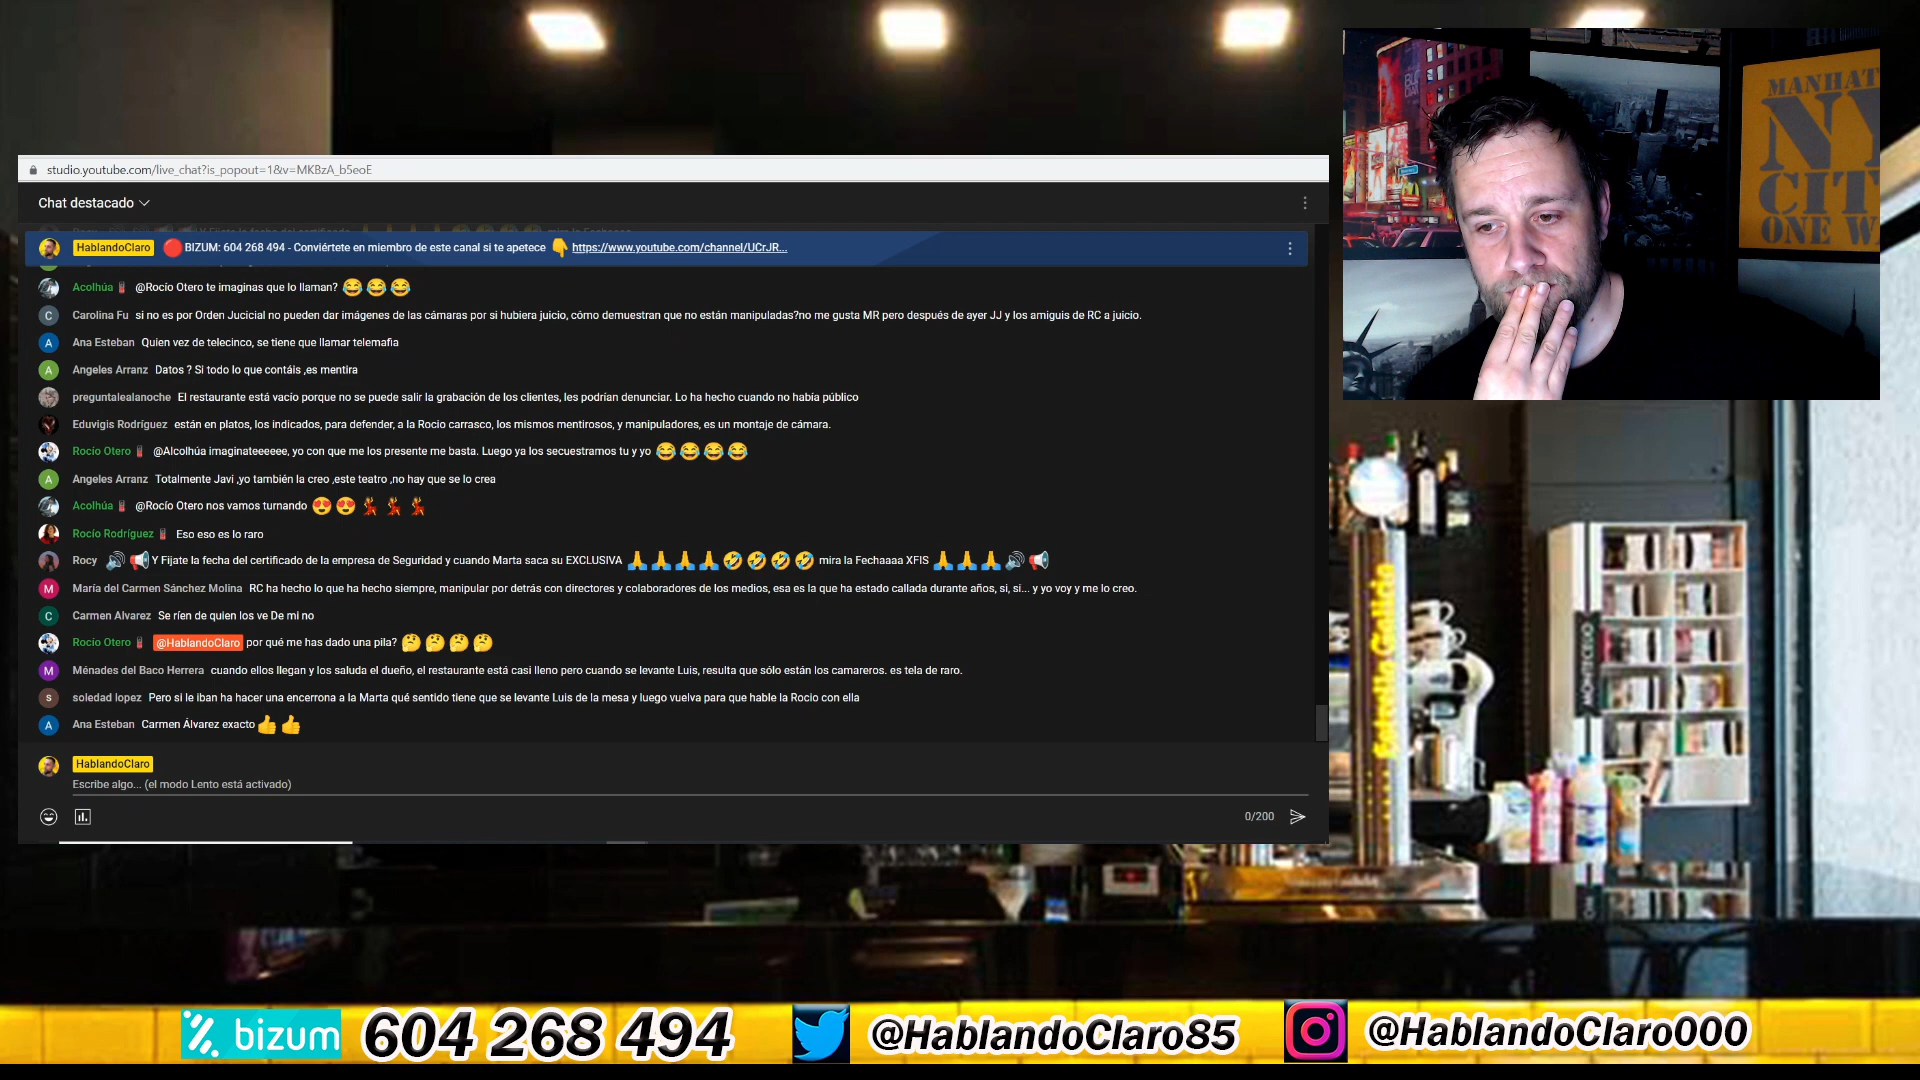 studio.youtube.com/live_chat?is_popout=1&v=MKBzA_b5eoE
Chat destacado
HablandoClaro 🔴BIZUM: 604 268 494 - Conviértete en miembro de este canal si te apetece 👇 https://www.youtube.com/channel/UCrJR...
Acolhúa @Rocío Otero te imaginas que lo llaman? 😂😂😂
Carolina Fu si no es por Orden Jucicial no pueden dar imágenes de las cámaras por si hubiera juicio, cómo demuestran que no están manipuladas?no me gusta MR pero después de ayer JJ y los amiguis de RC a juicio.
Ana Esteban Quien vez de telecinco, se tiene que llamar telemafia
Angeles Arranz Datos ? Si todo lo que contáis ,es mentira
preguntalealanoche El restaurante está vacío porque no se puede salir la grabación de los clientes, les podrían denunciar. Lo ha hecho cuando no había público
Eduvigis Rodríguez están en platos, los indicados, para defender, a la Rocio carrasco, los mismos mentirosos, y manipuladores, es un montaje de cámara.
Rocío Otero @Alcolhúa imaginateeeeee, yo con que me los presente me basta. Luego ya los secuestramos tu y yo 😂😂😂😂
Angeles Arranz Totalmente Javi ,yo también la creo ,este teatro ,no hay que se lo crea
Acolhúa @Rocío Otero nos vamos turnando 😍😍💃💃💃
Rocío Rodríguez Eso eso es lo raro
Rocy 🔊📢Y Fijate la fecha del certificado de la empresa de Seguridad y cuando Marta saca su EXCLUSIVA 🙏🙏🙏🙏🤣🤣🤣🤣 mira la Fechaaaa XFIS 🙏🙏🙏🔊📢
María del Carmen Sánchez Molina RC ha hecho lo que ha hecho siempre, manipular por detrás con directores y colaboradores de los medios, esa es la que ha estado callada durante años, si, si... y yo voy y me lo creo.
Carmen Alvarez Se ríen de quien los ve De mi no
Rocío Otero @HablandoClaro por qué me has dado una pila? 🤔🤔🤔🤔
Ménades del Baco Herrera cuando ellos llegan y los saluda el dueño, el restaurante está casi lleno pero cuando se levante Luis, resulta que sólo están los camareros. es tela de raro.
soledad lopez Pero si le iban ha hacer una encerrona a la Marta qué sentido tiene que se levante Luis de la mesa y luego vuelva para que hable la Rocio con ella
Ana Esteban Carmen Álvarez exacto👍👍
HablandoClaro
Escribe algo... (el modo Lento está activado)
0/200
MANHAT
NY
CIT
ONE W
Estrella Galicia
MONTECELO
bizum 604 268 494 @HablandoClaro85 @HablandoClaro000